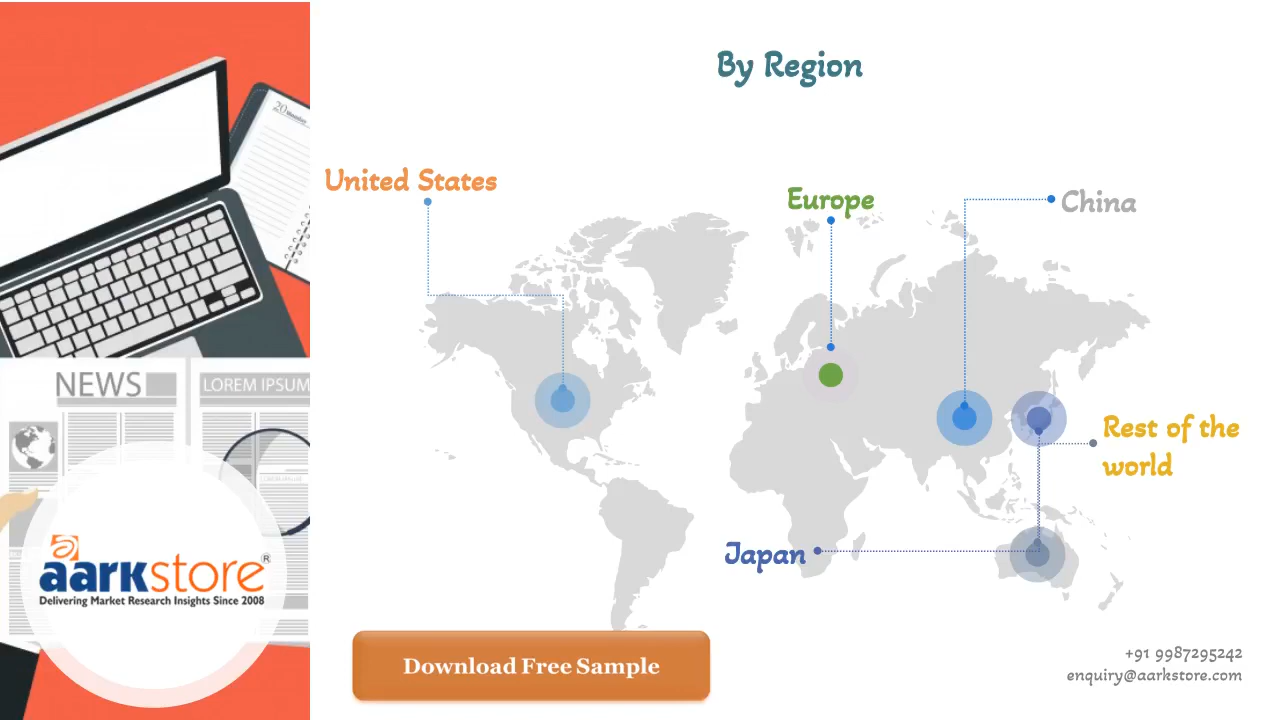 By Region
United States
Europe
China
Rest of the
world
Japan
20
NEWS
LOREM IPSUM
aarkstore®
Delivering Market Research Insights Since 2008
Download Free Sample
+91 9987295242
enquiry@aarkstore.com